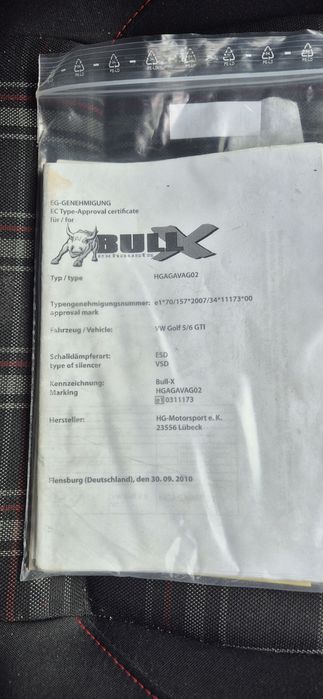 EG-GENEHMIGUNG
EC Type-Approval certificate
für / for
BULL X
exhausts
Typ / type HGAGAVAG02
Typengenehmigungsnummer: e1*70/157*2007/34*11173*00
approval mark
Fahrzeug / Vehicle: VW Golf 5/6 GTI
Schalldämpferart: ESD
type of silencer VSD
Kennzeichnung: Bull-X
Marking HGAGAVAG02
e1 0311173
Hersteller: HG-Motorsport e. K.
23556 Lübeck
Flensburg (Deutschland), den 30. 09. 2010